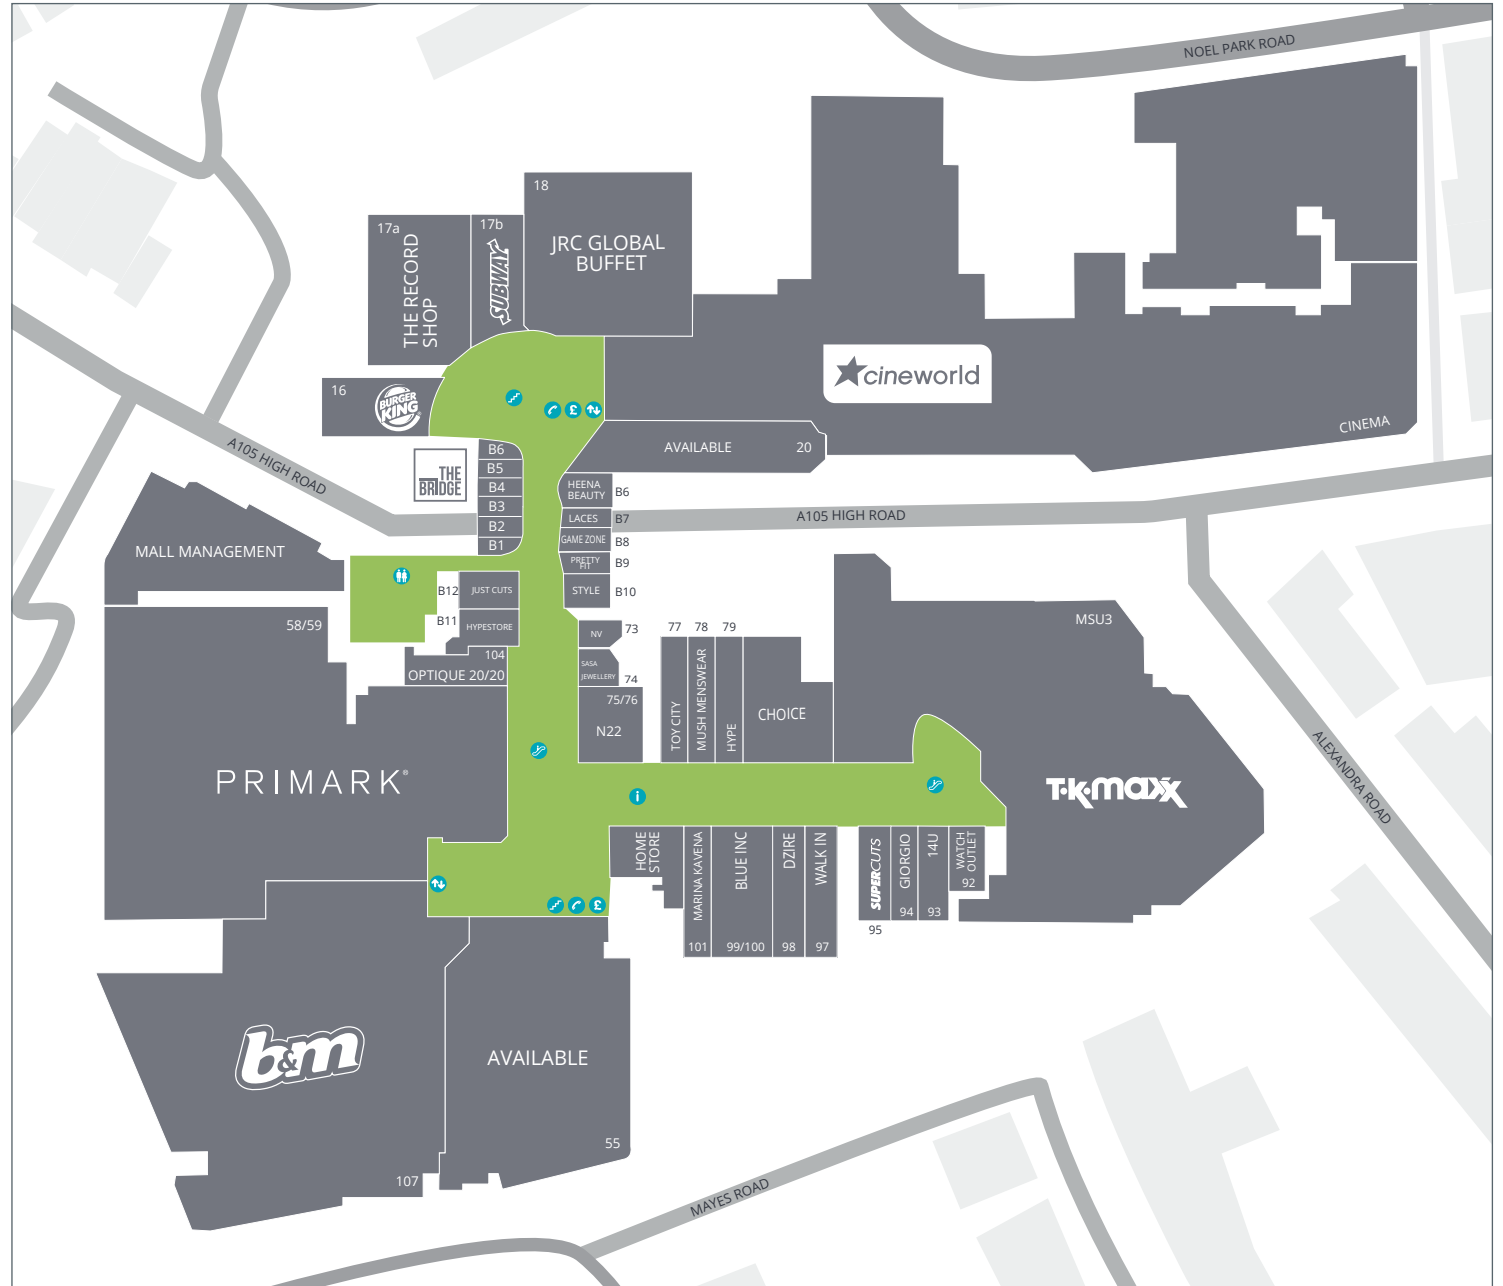 NOEL PARK ROAD
18
JRC GLOBAL
BUFFET
17a
THE RECORD
SHOP
17b
SUBWAY
16
BURGER
KING
cineworld
CINEMA
AVAILABLE
20
A105 HIGH ROAD
THE
BRIDGE
B6
B5
B4
B3
B2
B1
HEENA
BEAUTY
B6
LACES
B7
GAME ZONE
B8
PRETTY
FIT
B9
STYLE
B10
A105 HIGH ROAD
MALL MANAGEMENT
B12
JUST CUTS
B11
HYPESTORE
104
OPTIQUE 20/20
58/59
PRIMARK®
NV
73
SASA
JEWELLERY
74
75/76
N22
77
TOY CITY
78
MUSH MENSWEAR
79
HYPE
CHOICE
MSU3
T·K·maxx
ALEXANDRA ROAD
i
£
£
HOME
STORE
MARINA KAVENA
101
BLUE INC
99/100
DZIRE
98
WALK IN
97
SUPERCUTS
95
GIORGIO
94
14U
93
WATCH
OUTLET
92
b&m
107
AVAILABLE
55
MAYES ROAD